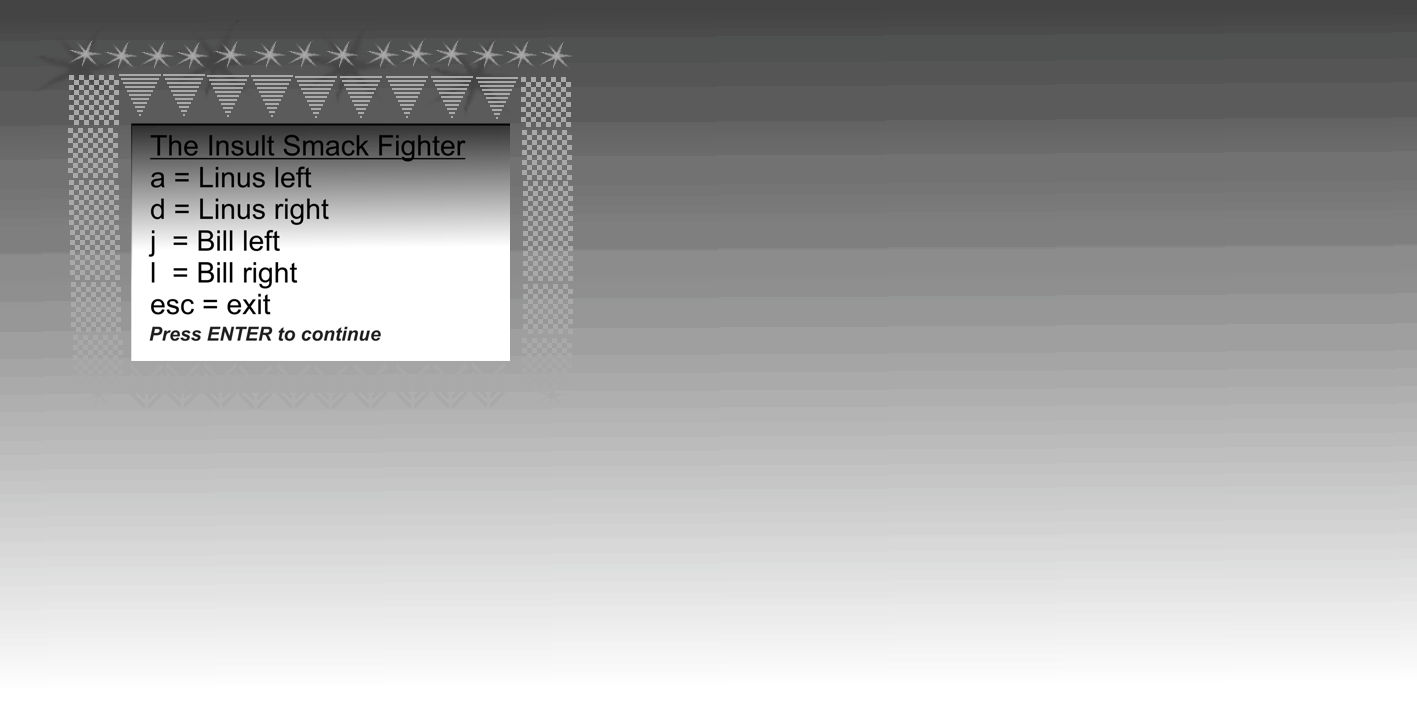 The Insult Smack Fighter
a = Linus left
d = Linus right
j = Bill left
l = Bill right
esc = exit
Press ENTER to continue